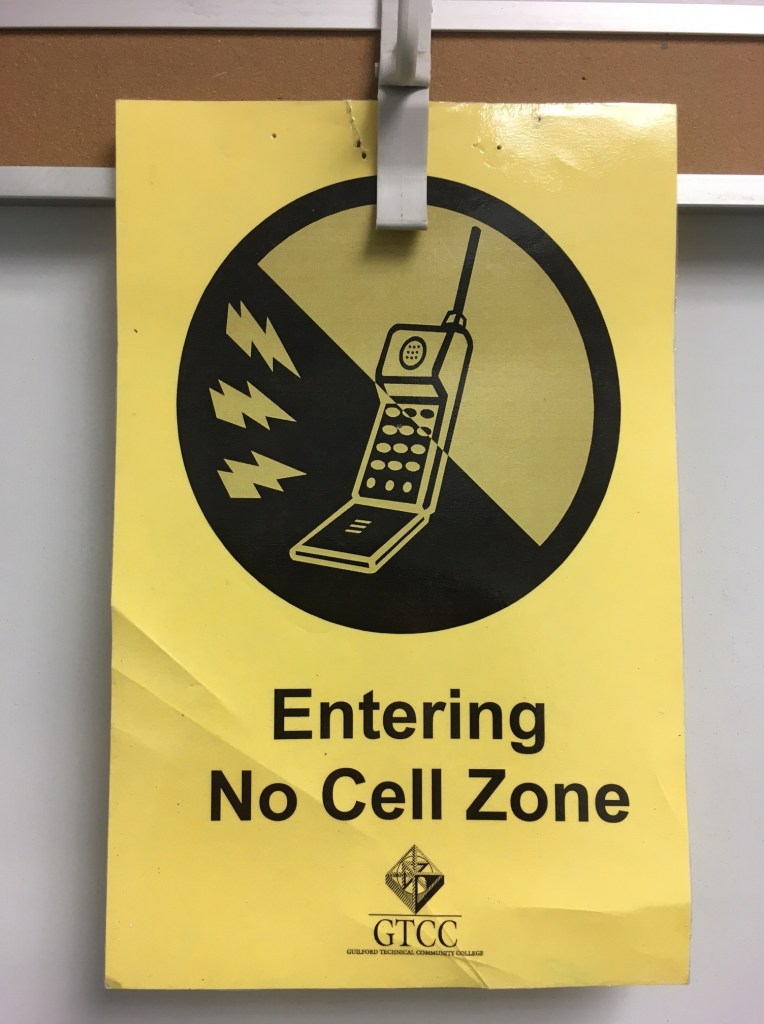 Entering
No Cell Zone
GTCC
GUILFORD TECHNICAL COMMUNITY COLLEGE